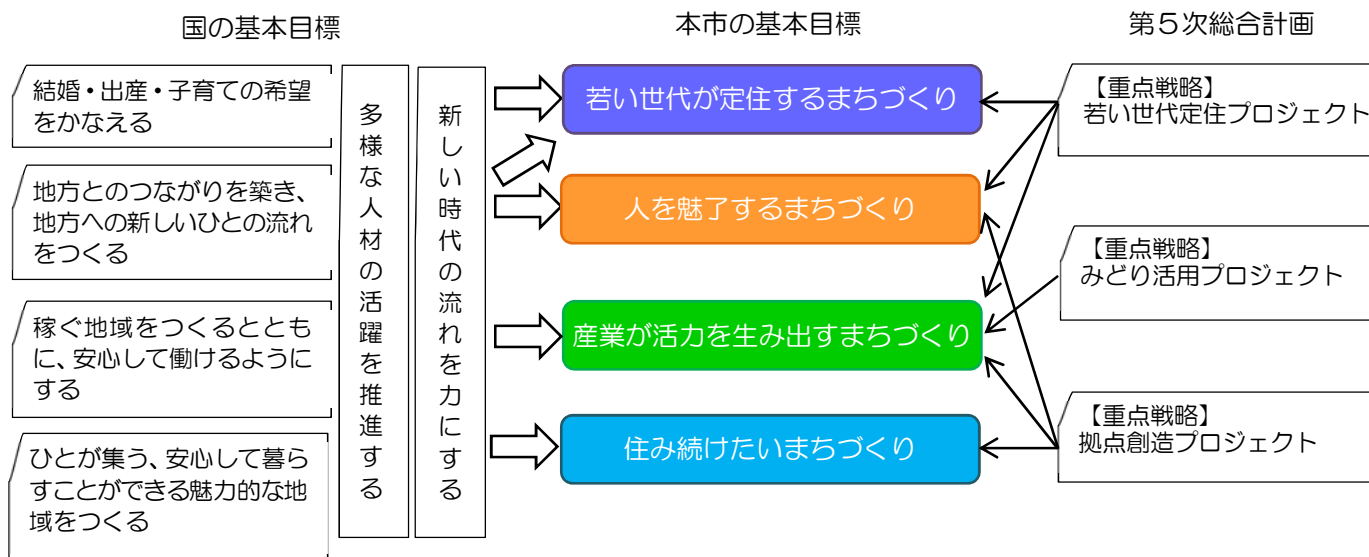 国の基本目標
本市の基本目標
第5次総合計画
結婚・出産・子育ての希望
をかなえる
地方とのつながりを築き、
地方への新しいひとの流れ
をつくる
稼ぐ地域をつくるととも
に、安心して働けるようにする
ひとが集う、安心して暮ら
すことができる魅力的な地
域をつくる
多様な人材の活躍を推進する
新しい時代の流れを力にする
若い世代が定住するまちづくり
人を魅了するまちづくり
産業が活力を生み出すまちづくり
住み続けたいまちづくり
【重点戦略】
若い世代定住プロジェクト
【重点戦略】
みどり活用プロジェクト
【重点戦略】
拠点創造プロジェクト